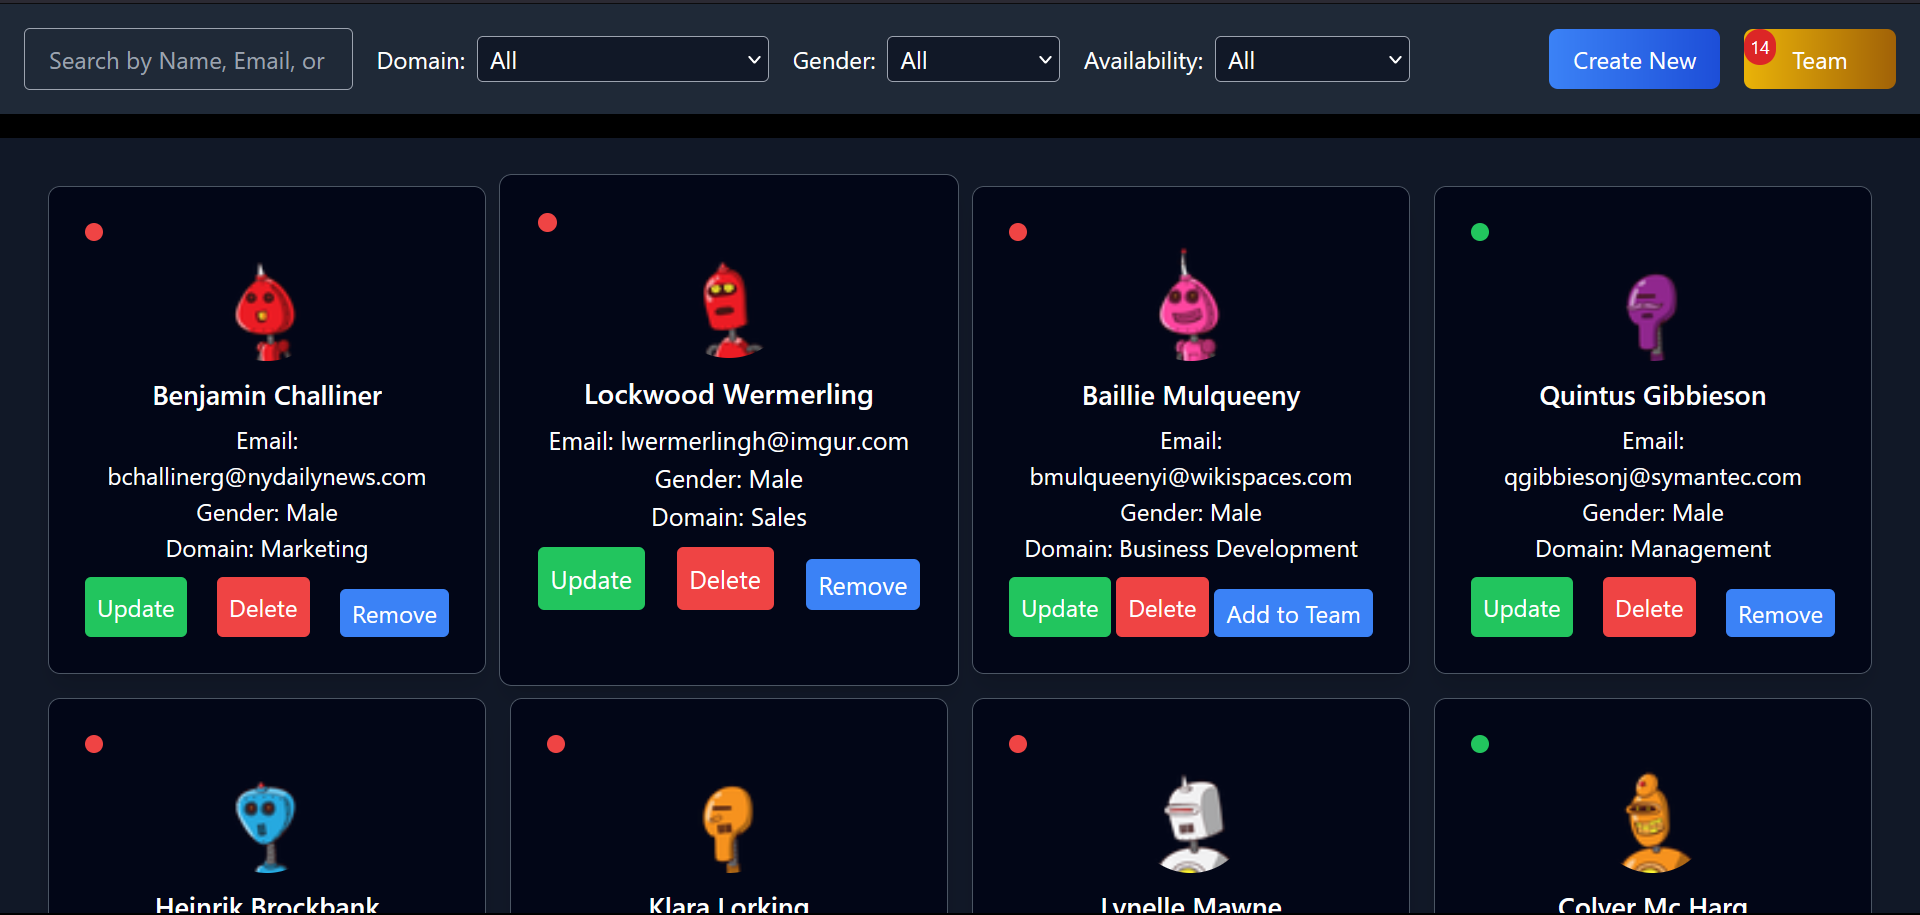 Search by Name, Email, or
Domain: All
Gender: All
Availability: All
Create New
14
Team
Benjamin Challiner
Email:
bchallinerg@nydailynews.com
Gender: Male
Domain: Marketing
Update Delete Remove
Lockwood Wermerling
Email: lwermerlingh@imgur.com
Gender: Male
Domain: Sales
Update Delete Remove
Baillie Mulqueeny
Email:
bmulqueenyi@wikispaces.com
Gender: Male
Domain: Business Development
Update Delete Add to Team
Quintus Gibbieson
Email:
qgibbiesonj@symantec.com
Gender: Male
Domain: Management
Update Delete Remove
Heinrik Brockbank
Klara Lorking
Lynelle Mawne
Colver Mc Harg